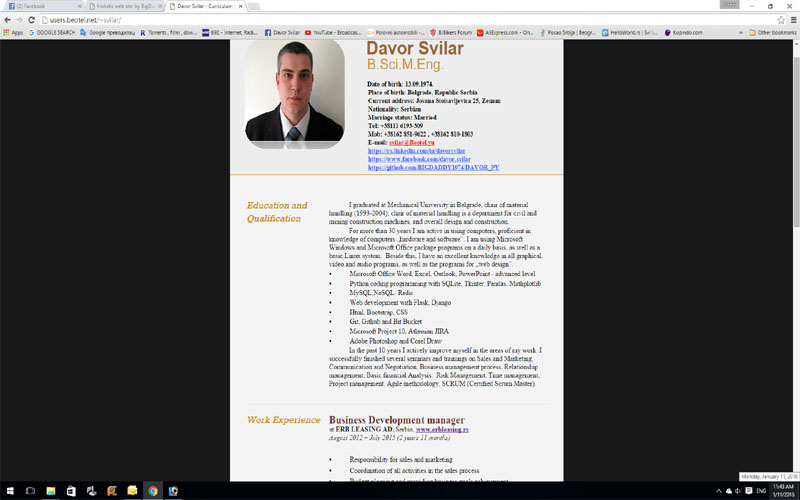 [2] Facebook
Davor Svilar - Curriculum
users.beotel.net/~svilar/
Apps
GOOGLE SEARCH
Google преводилац
Torrents , filmi , dow
B92 - Internet, Radi
Davor Svilar
YouTube - Broadcas
Polovni automobili -
BiBikers Forum
AliExpress.com - On
Posao Srbija | Beogr
HelloWorld.rs | Svi i
Kupindo.com
Other bookmarks
Davor Svilar
B.Sci.M.Eng.
Date of birth: 13.09.1974.
Place of birth: Belgrade, Republic Serbia
Current address: Jovana Stoisavljevica 25, Zemun
Nationality: Serbian
Marriage status: Married
Tel: +38111 6193-309
Mob: +38162 851-9022 , +38162 810-1803
E-mail: svilar@Beotel.yu
https://rs.linkedin.com/in/davorsvilar
https://www.facebook.com/davor.svilar
https://github.com/BIGDADDY1974/DAVOR_PY
Education and
Qualification
I graduated at Mechanical University in Belgrade, chair of material
handling (1993-2004); chair of material handling is a department for civil and
mining construction machines, and overall design and construction.
For more than 30 years I am active in using computers, proficient in
knowledge of computers „hardware and software". I am using Microsoft
Windows and Microsoft Office package programs on a daily basis, as well as a
basic Linux system. Beside this, I have an excellent knowledge in all graphical,
video and audio programs, as well as the programs for „web design".
• Microsoft Office Word, Excel, Outlook, PowerPoint - advanced level
• Python coding programming with SQLite, Tkinter, Pandas, Mathplotlib
• MySQL,NoSQL- Redis
• Web development with Flask, Django
• Html, Bootstrap, CSS
• Git, Github and Bit Bucket
• Microsoft Project 10, Atlassian JIRA
• Adobe Photoshop and Corel Draw
In the past 10 years I actively improve myself in the areas of my work. I
successfully finished several seminars and trainings on Sales and Marketing,
Communication and Negotiation, Business management process, Relationship
management, Basic financial Analysis, Risk Management, Time management,
Project management, Agile methodology, SCRUM (Certified Scrum Master).
Work Experience
Business Development manager
at ERB LEASING AD, Serbia, www.erbleasing.rs
August 2012 – July 2015 (2 years 11 months)
• Responsibility for sales and marketing
• Coordination of all activities in the sales process
Monday, January 11, 2016
ENG
11:43 AM
1/11/2016